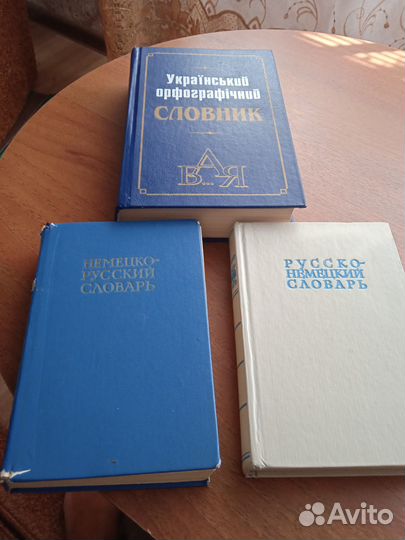 Український
орфографічний
СЛОВНИК
А
Б...Я
НЕМЕЦКО-
РУССКИЙ
СЛОВАРЬ
РУССКО-
НЕМЕЦКИЙ
СЛОВАРЬ
Avito